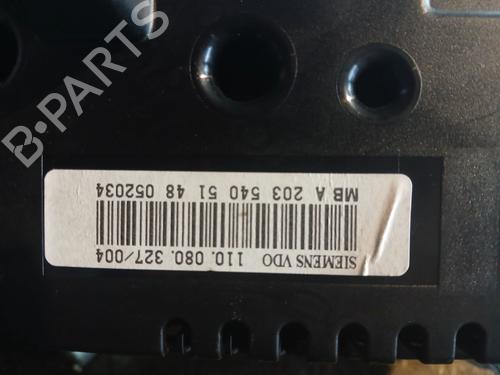 B-PARTS
SIEMENS VDO 110. 080. 327/004
MB A 203 540 51 48 052034